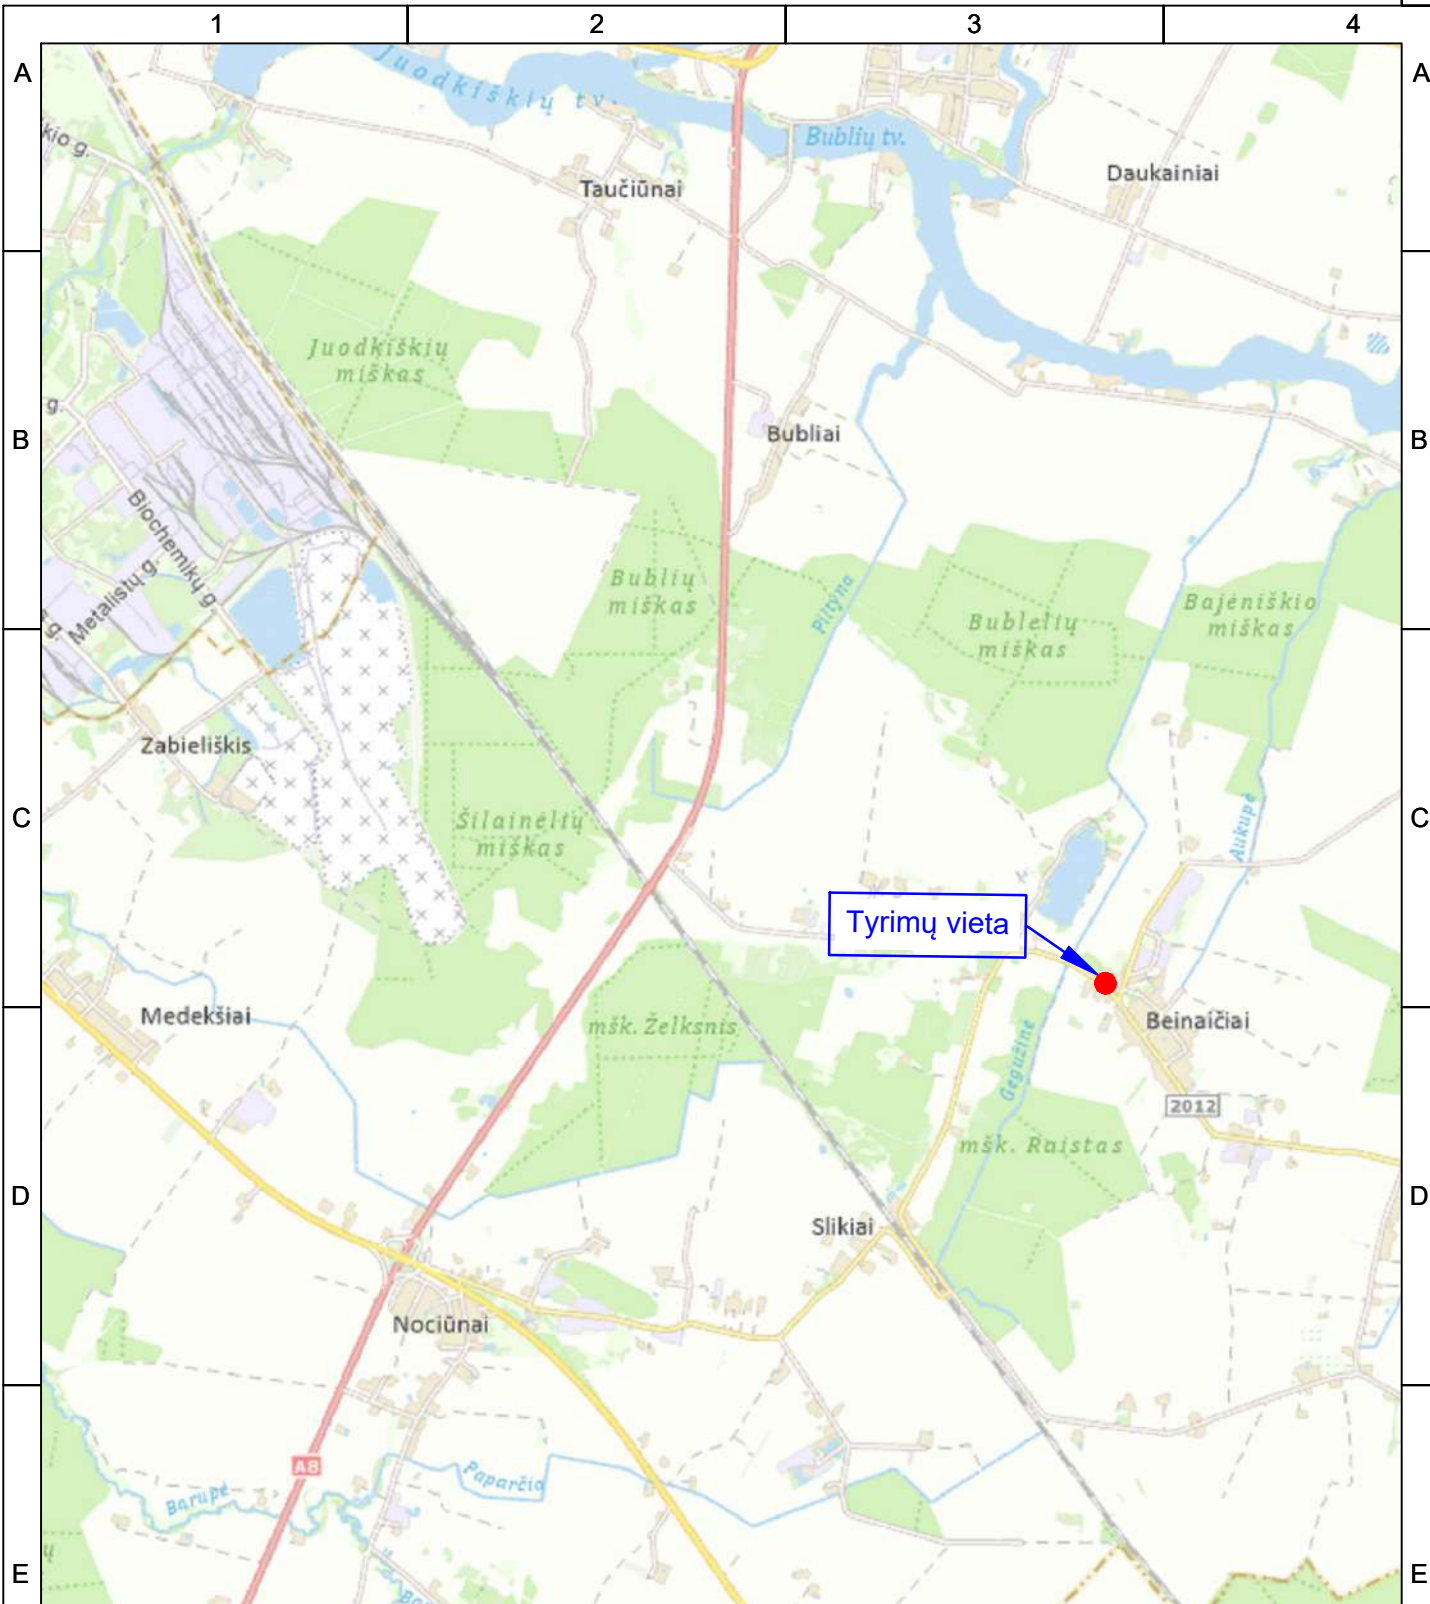 1 2 3 4
A A
Juodkiškių tv.
kio g.
Bublių tv.
Daukainiai
Taučiūnai
Juodkiškių
miškas
g.
B Bubliai B
Biochemikų g.
Metalistų g.
g.
Bublių
miškas
Piltyna
Bublelių
miškas
Bajėniškio
miškas
Zabieliškis
C C
Šilainėlių
miškas
Aukupė
Tyrimų vieta
Medekšiai
mšk. Želksnis
Gegužinė
Beinaičiai
2012
mšk. Raistas
D D
Slikiai
Nociūnai
A8
Barupė
Paparčia
ų
E E